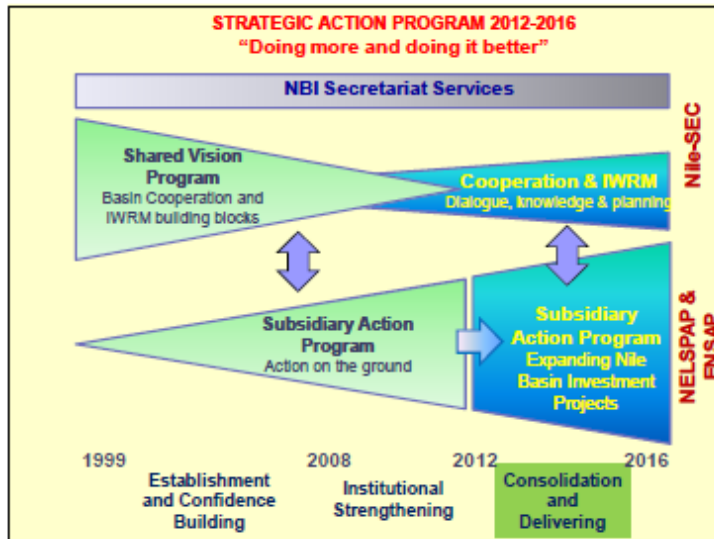 STRATEGIC ACTION PROGRAM 2012-2016
“Doing more and doing it better”
NBI Secretariat Services
Shared Vision
Program
Basin Cooperation and
IWRM building blocks
Cooperation & IWRM
Dialogue, knowledge & planning
Nile-SEC
Subsidiary Action
Program
Action on the ground
Subsidiary
Action Program
Expanding Nile
Basin Investment
Projects
NELSPAP &
ENSAP
1999
2008
2012
2016
Establishment
and Confidence
Building
Institutional
Strengthening
Consolidation
and
Delivering